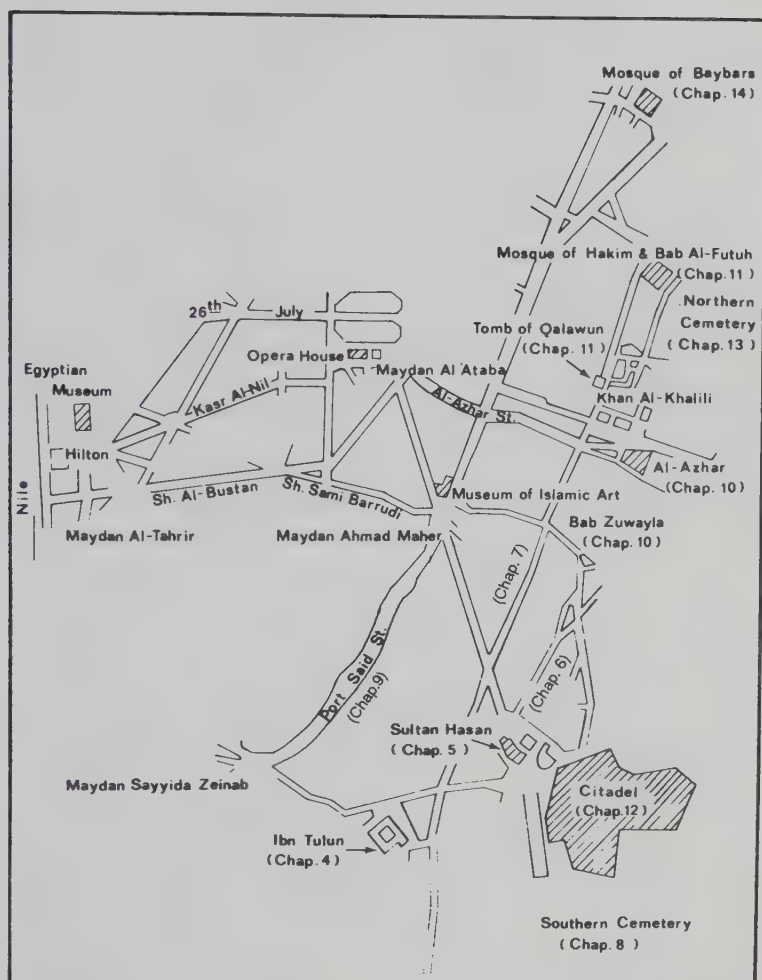 Mosque of Baybars
(Chap. 14)
Mosque of Hakim & Bab Al-Futuh
(Chap. 11)
Northern
Cemetery
(Chap. 13)
Tomb of Qalawun
(Chap. 11)
26th July
Opera House
Maydan Al Ataba
Khan Al-Khalili
Egyptian
Museum
Kasr Al-Nil
Al-Azhar St.
Hilton
Al-Azhar
(Chap. 10)
Nile
Sh. Al-Bustan
Sh. Sami Barrudi
Museum of Islamic Art
Maydan Al-Tahrir
Maydan Ahmad Maher
Bab Zuwayla
(Chap. 10)
(Chap. 7)
Port Said St.
(Chap. 9)
(Chap. 6)
Sultan Hasan
(Chap. 5)
Maydan Sayyida Zeinab
Citadel
(Chap. 12)
Ibn Tulun
(Chap. 4)
Southern Cemetery
(Chap. 8)